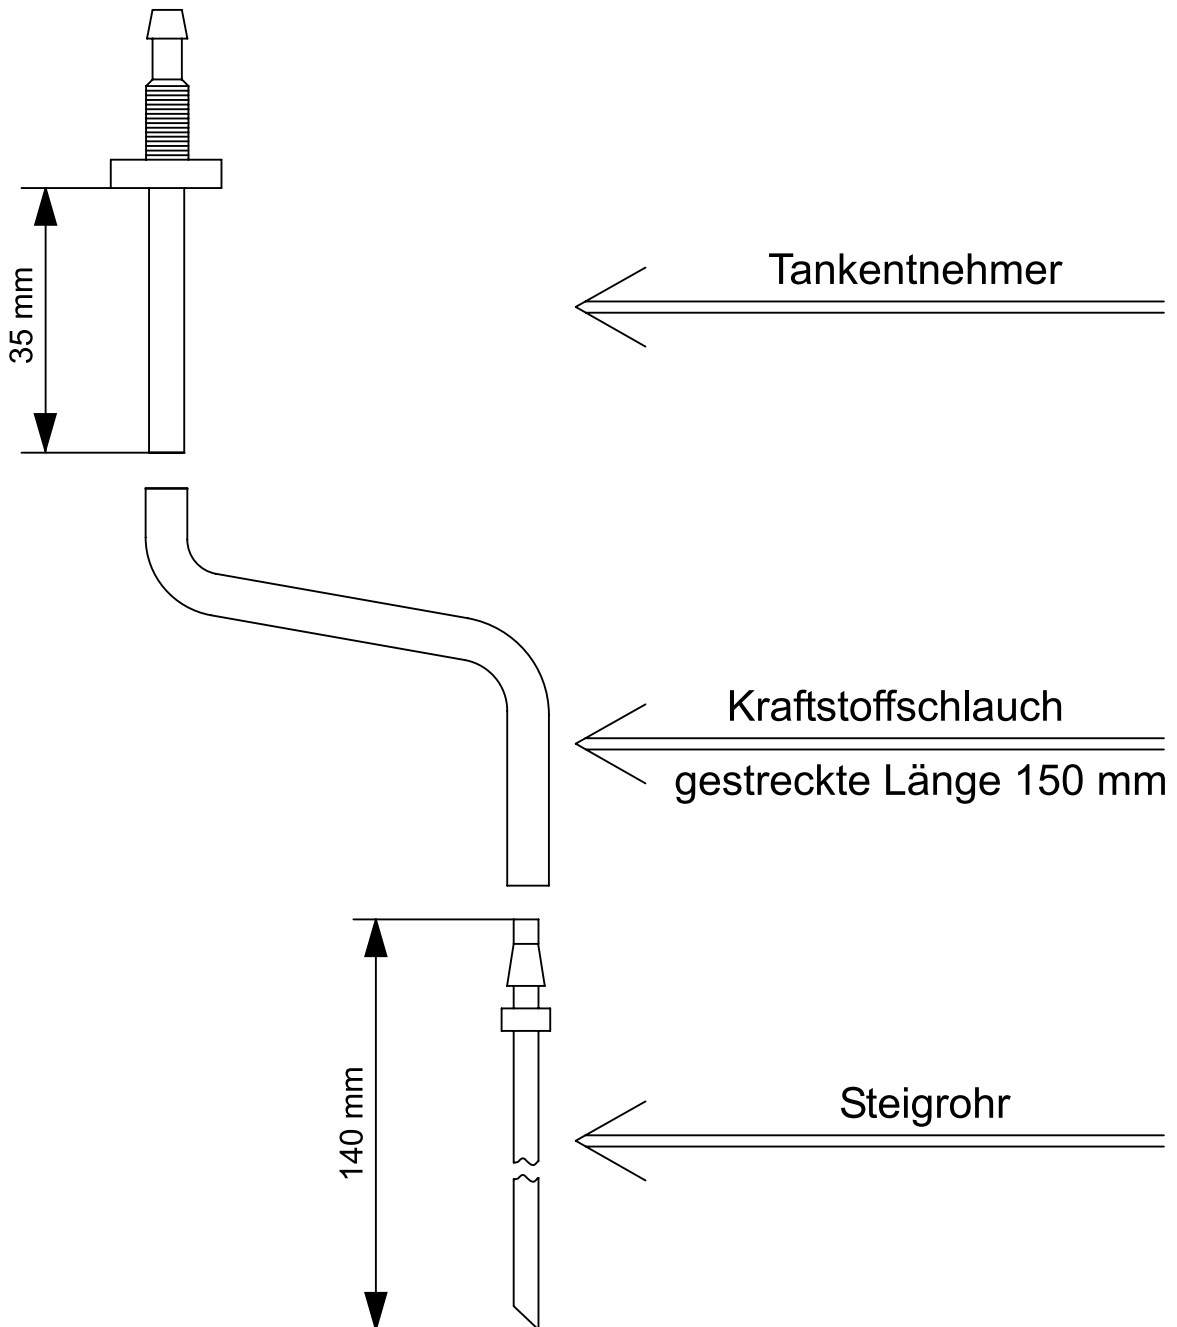 35 mm
Tankentnehmer
Kraftstoffschlauch
gestreckte Länge 150 mm
140 mm
Steigrohr